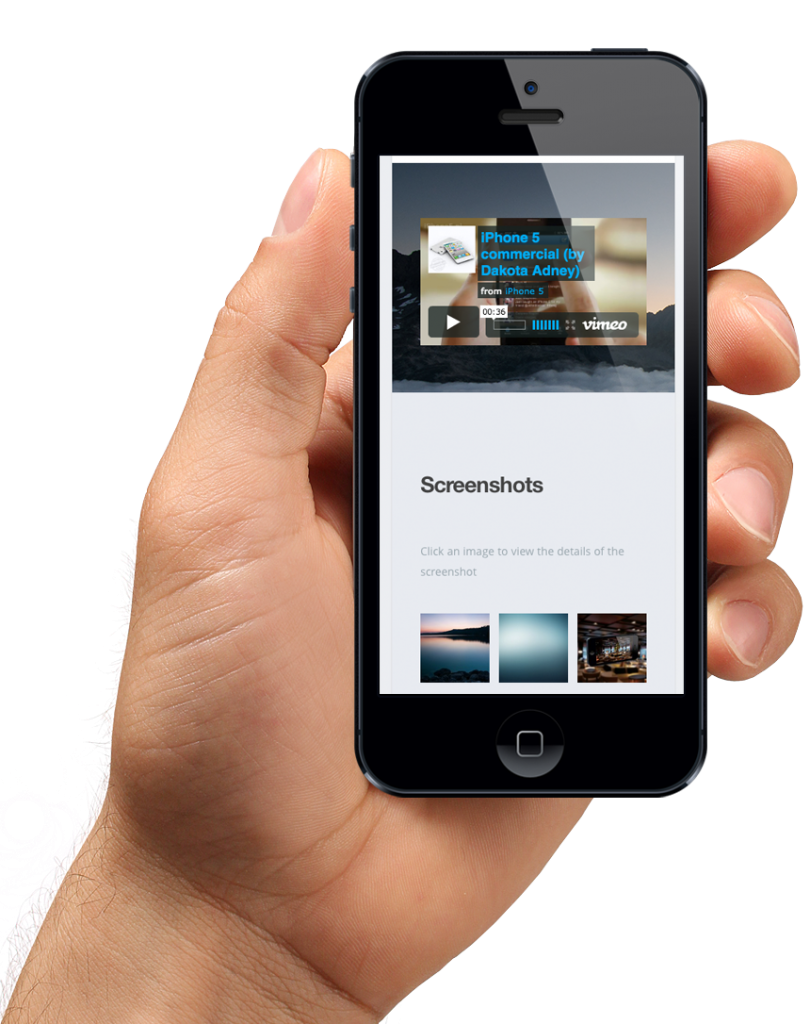 iPhone 5
commercial (by
Dakota Adney)
from iPhone 5
00:36
vimeo
Screenshots
Click an image to view the details of the
screenshot